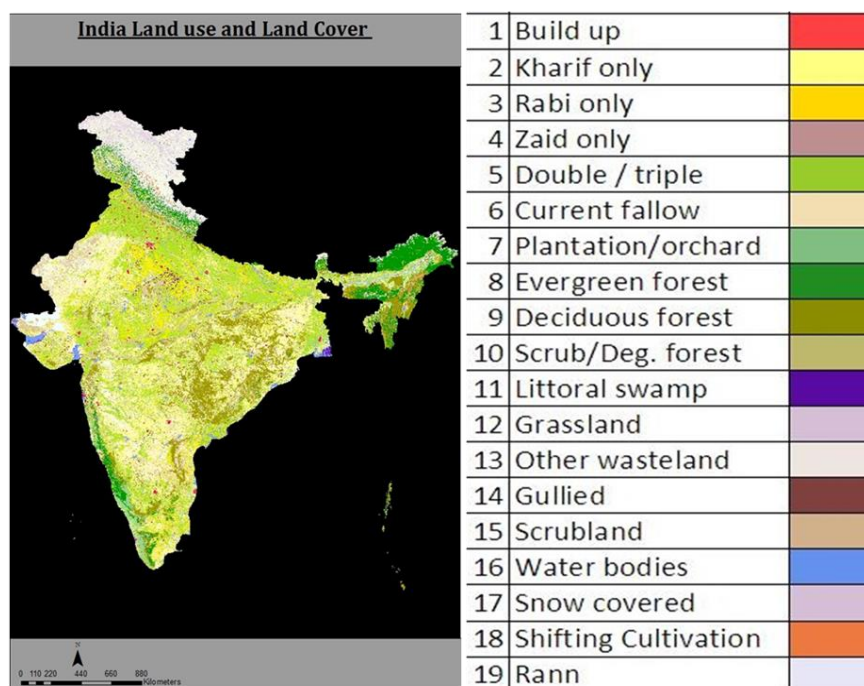 India Land use and Land Cover
N
0 110 220 440 660 880
Kilometers
1 Build up
2 Kharif only
3 Rabi only
4 Zaid only
5 Double / triple
6 Current fallow
7 Plantation/orchard
8 Evergreen forest
9 Deciduous forest
10 Scrub/Deg. forest
11 Littoral swamp
12 Grassland
13 Other wasteland
14 Gullied
15 Scrubland
16 Water bodies
17 Snow covered
18 Shifting Cultivation
19 Rann